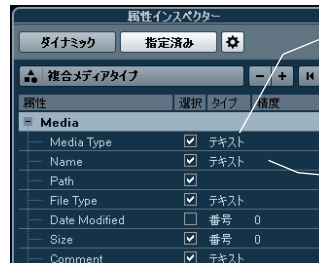 属性インスペクター
ダイナミック 指定済み
複合メディアタイプ - +
属性 選択 タイプ 精度
Media
Media Type テキスト
Name テキスト
Path
File Type テキスト
Date Modified 番号 0
Size 番号 0
Comment テキスト